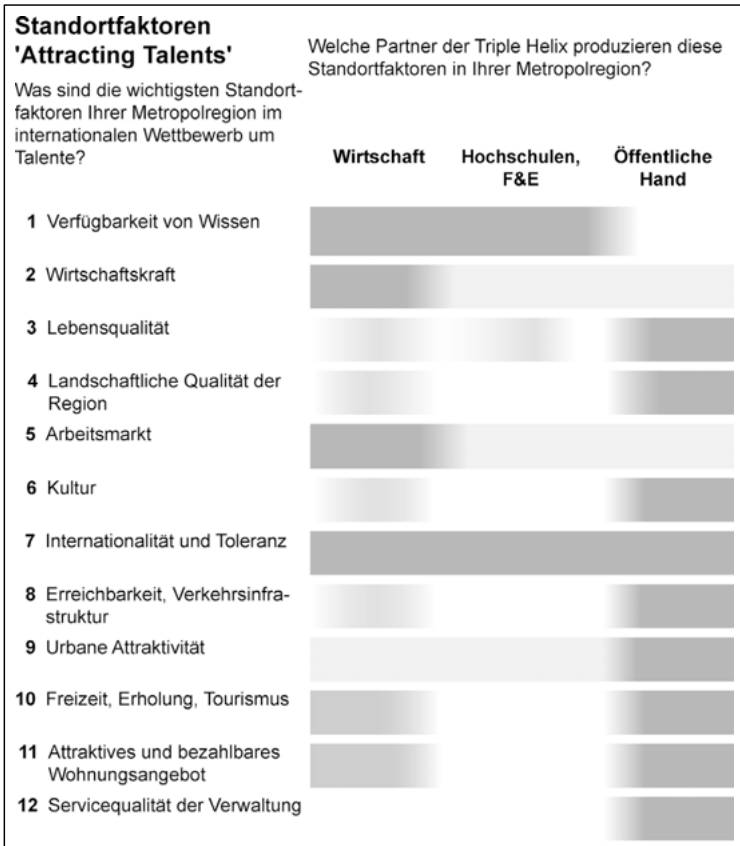 Standortfaktoren
'Attracting Talents'
Was sind die wichtigsten Standort-
faktoren Ihrer Metropolregion im
internationalen Wettbewerb um
Talente?
Welche Partner der Triple Helix produzieren diese
Standortfaktoren in Ihrer Metropolregion?
Wirtschaft
Hochschulen,
F&E
Öffentliche
Hand
1 Verfügbarkeit von Wissen
2 Wirtschaftskraft
3 Lebensqualität
4 Landschaftliche Qualität der
Region
5 Arbeitsmarkt
6 Kultur
7 Internationalität und Toleranz
8 Erreichbarkeit, Verkehrsinfra-
struktur
9 Urbane Attraktivität
10 Freizeit, Erholung, Tourismus
11 Attraktives und bezahlbares
Wohnungsangebot
12 Servicequalität der Verwaltung